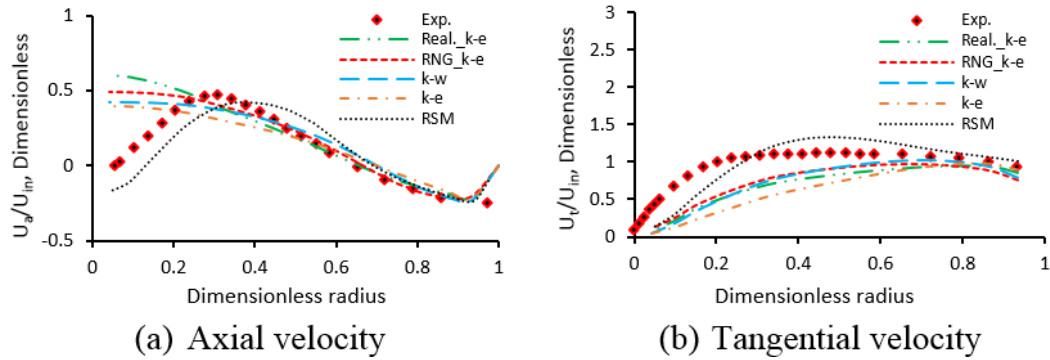 1
0.5
0
-0.5
0 0.2 0.4 0.6 0.8 1
Uₐ/Uᵢₙ, Dimensionless
Dimensionless radius
Exp.
Real._k-e
RNG_k-e
k-w
k-e
RSM
(a) Axial velocity
3
2.5
2
1.5
1
0.5
0
0 0.2 0.4 0.6 0.8 1
Uₜ/Uᵢₙ, Dimensionless
Dimensionless radius
Exp.
Real._k-e
RNG_k-e
k-w
k-e
RSM
(b) Tangential velocity